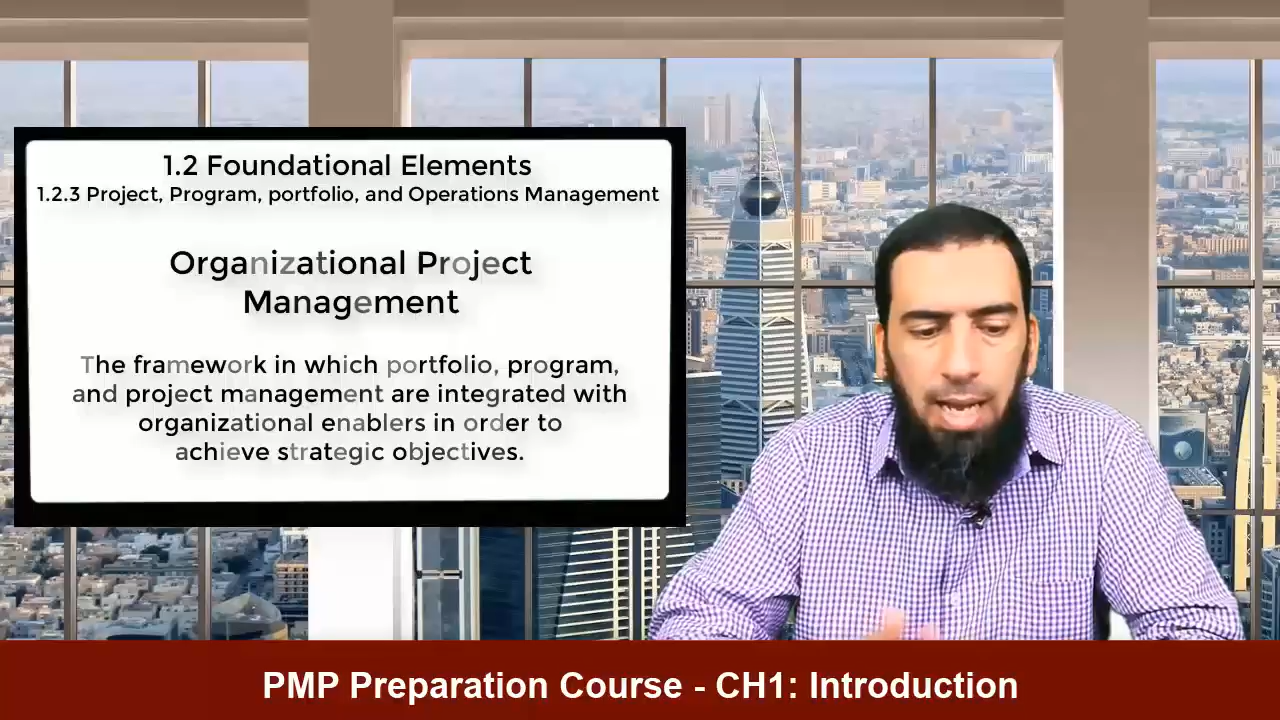 1.2 Foundational Elements
1.2.3 Project, Program, portfolio, and Operations Management
Organizational Project
Management
The framework in which portfolio, program,
and project management are integrated with
organizational enablers in order to
achieve strategic objectives.
PMP Preparation Course - CH1: Introduction